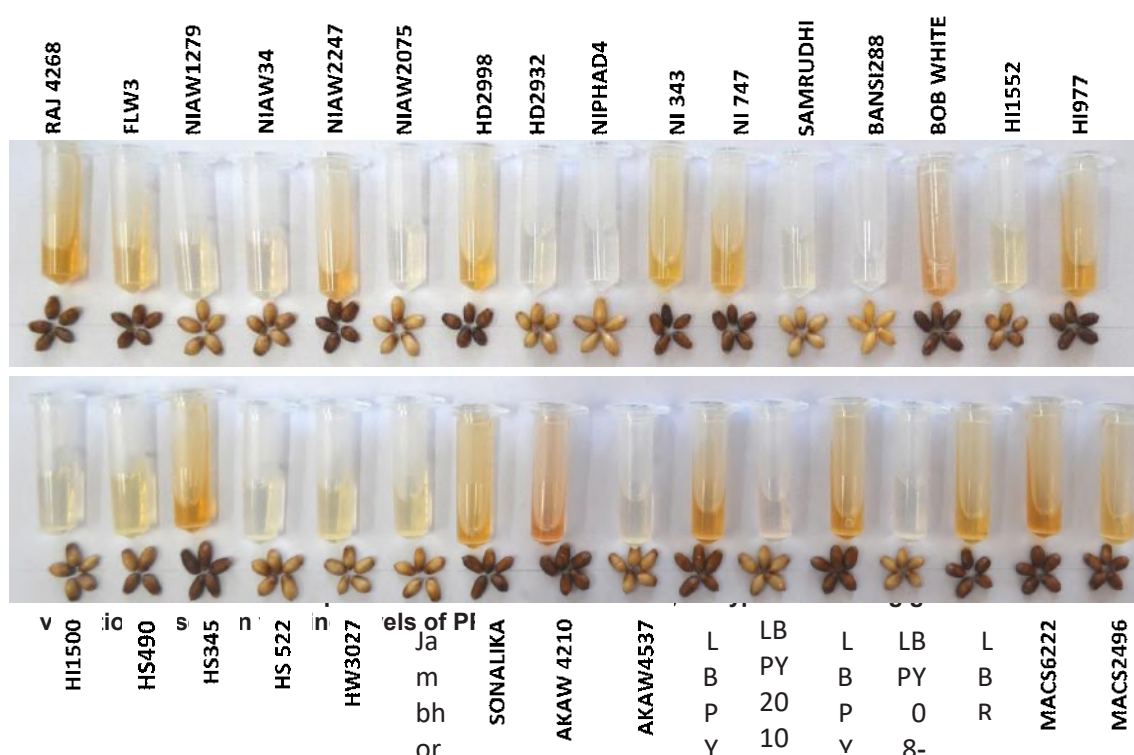 RAJ 4268
FLW3
NIAW1279
NIAW34
NIAW2247
NIAW2075
HD2998
HD2932
NIPHAD4
NI 343
NI 747
SAMRUDHI
BANSI288
BOB WHITE
HI1552
HI977
els of
HI1500
HS490
HS345
HS 522
HW3027
Ja
m
bh
or
SONALIKA
AKAW 4210
AKAW4537
L
B
P
Y
LB
PY
20
10
L
B
P
Y
LB
PY
0
8-
L
B
R
MACS6222
MACS2496